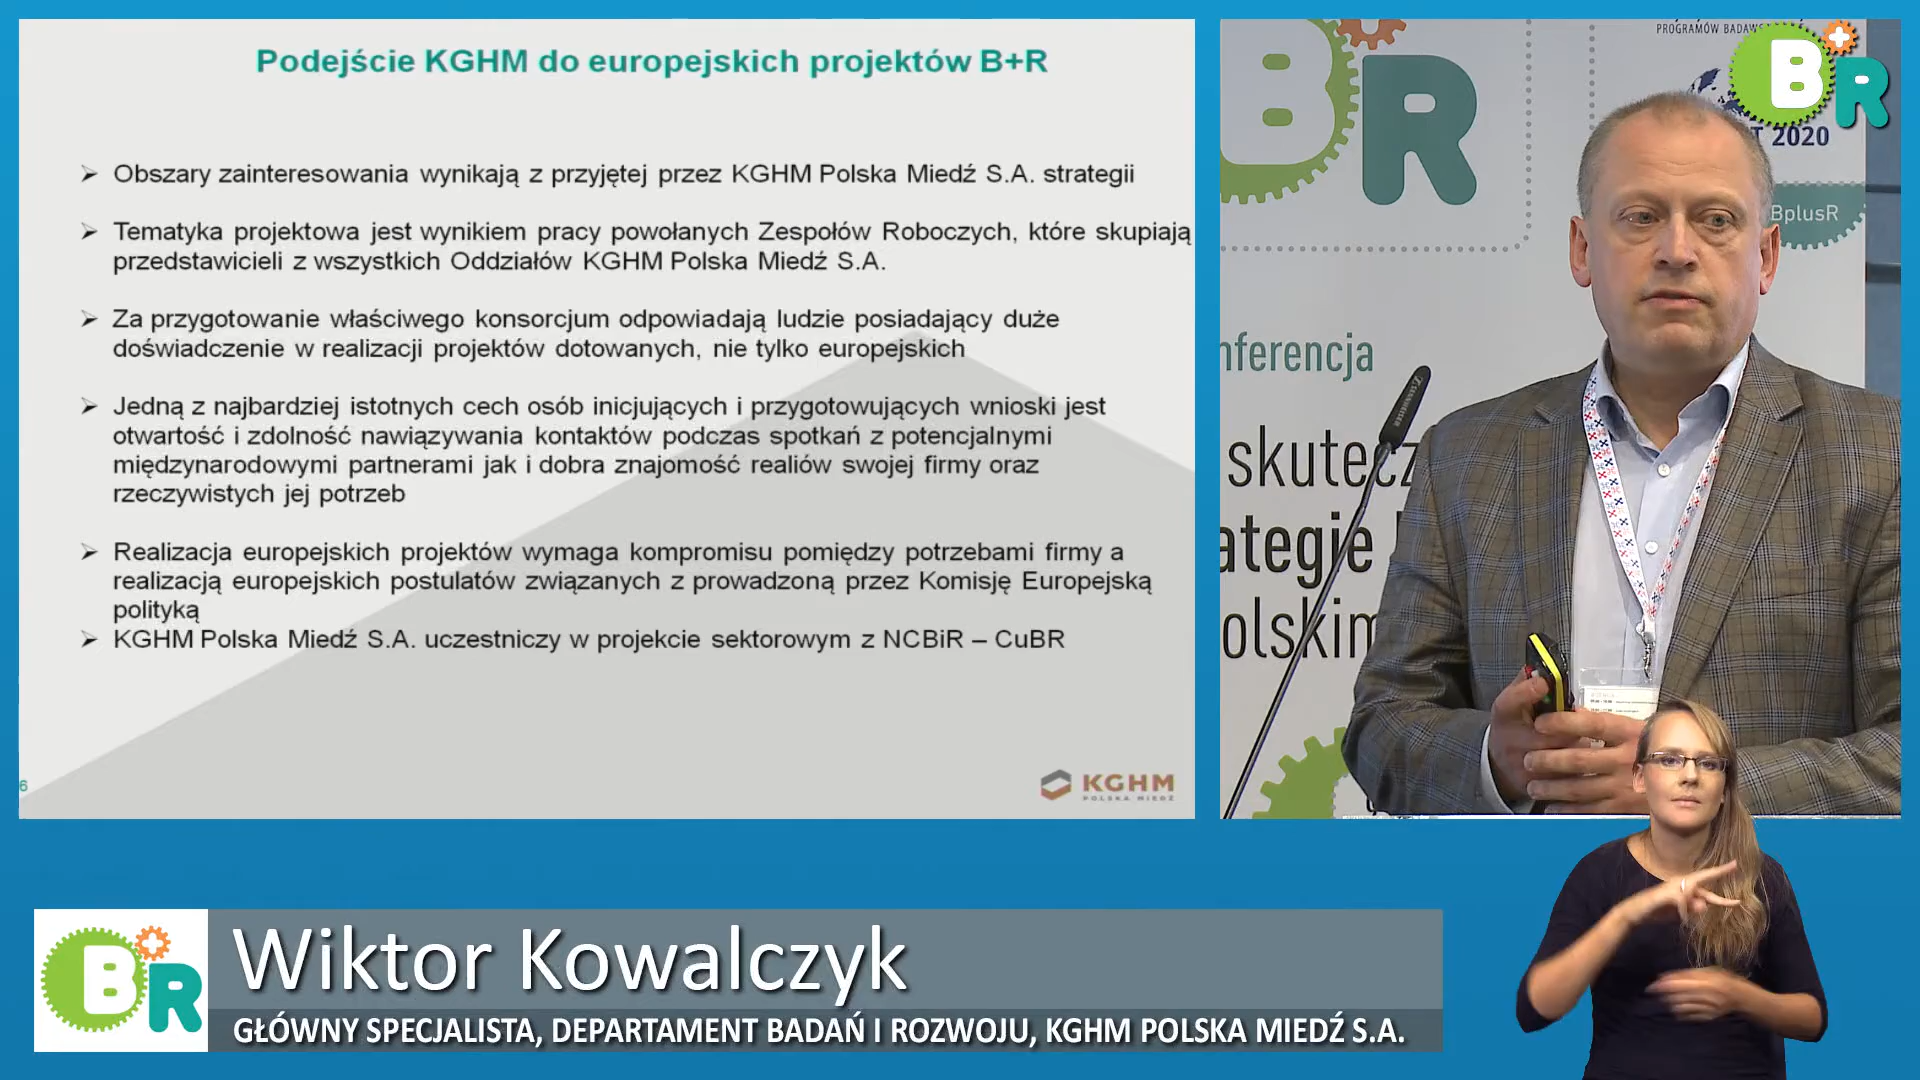 Podejście KGHM do europejskich projektów B+R
➢ Obszary zainteresowania wynikają z przyjętej przez KGHM Polska Miedź S.A. strategii
➢ Tematyka projektowa jest wynikiem pracy powołanych Zespołów Roboczych, które skupiają
przedstawicieli z wszystkich Oddziałów KGHM Polska Miedź S.A.
➢ Za przygotowanie właściwego konsorcjum odpowiadają ludzie posiadający duże
doświadczenie w realizacji projektów dotowanych, nie tylko europejskich
➢ Jedną z najbardziej istotnych cech osób inicjujących i przygotowujących wnioski jest
otwartość i zdolność nawiązywania kontaktów podczas spotkań z potencjalnymi
międzynarodowymi partnerami jak i dobra znajomość realiów swojej firmy oraz
rzeczywistych jej potrzeb
➢ Realizacja europejskich projektów wymaga kompromisu pomiędzy potrzebami firmy a
realizacją europejskich postulatów związanych z prowadzoną przez Komisję Europejską
polityką
➢ KGHM Polska Miedź S.A. uczestniczy w projekcie sektorowym z NCBiR – CuBR
6
KGHM
POLSKA MIEDŹ
B+R
PROGRAMÓW
B+R
2020
BplusR
nferencja
skutecz
ategie
olskim
B+R
Wiktor Kowalczyk
GŁÓWNY SPECJALISTA, DEPARTAMENT BADAŃ I ROZWOJU, KGHM POLSKA MIEDŹ S.A.